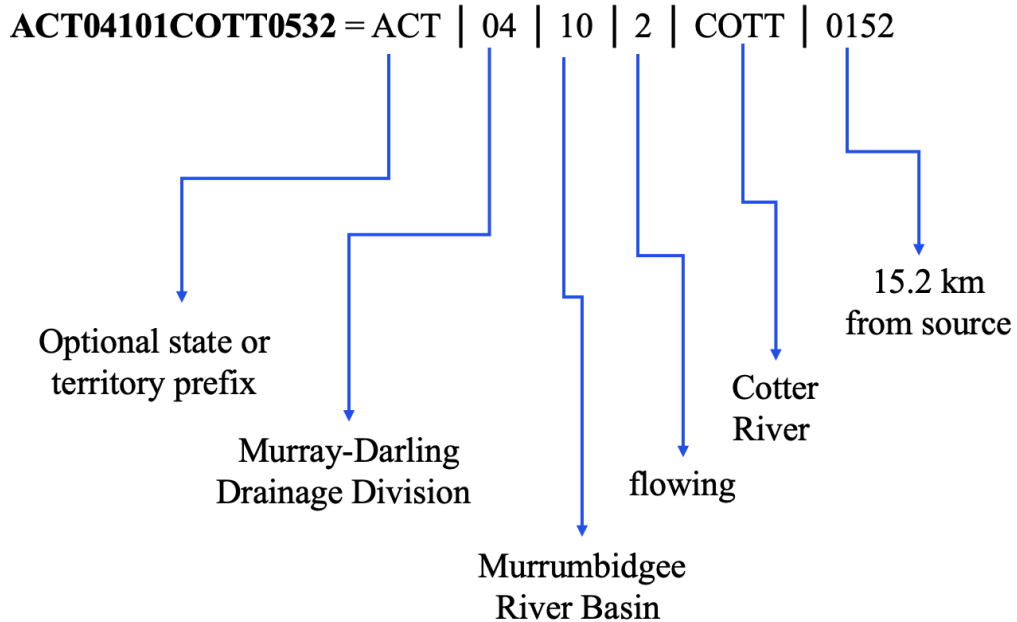 ACT04101COTT0532 = ACT | 04 | 10 | 2 | COTT | 0152
15.2 km
from source
Optional state or
territory prefix
Cotter
River
Murray-Darling
Drainage Division
flowing
Murrumbidgee
River Basin